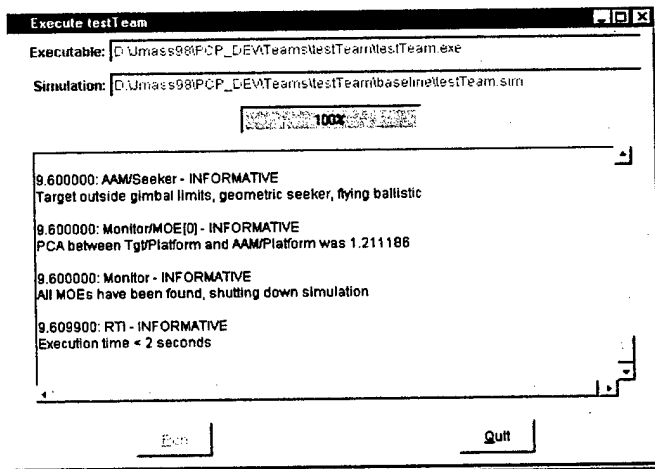 Execute testTeam
Executable: D:\Umass98\PCP_DEV\Teams\testTeam\testTeam.exe
Simulation: D:\Umass98\PCP_DEV\Teams\testTeam\baseline\testTeam.sim
100%
9.600000: AAM/Seeker - INFORMATIVE
Target outside gimbal limits, geometric seeker, flying ballistic
9.600000: Monitor/MOE[0] - INFORMATIVE
PCA between Tgt/Platform and AAM/Platform was 1.211186
9.600000: Monitor - INFORMATIVE
All MOEs have been found, shutting down simulation
9.609900: RTI - INFORMATIVE
Execution time < 2 seconds
Run
Quit